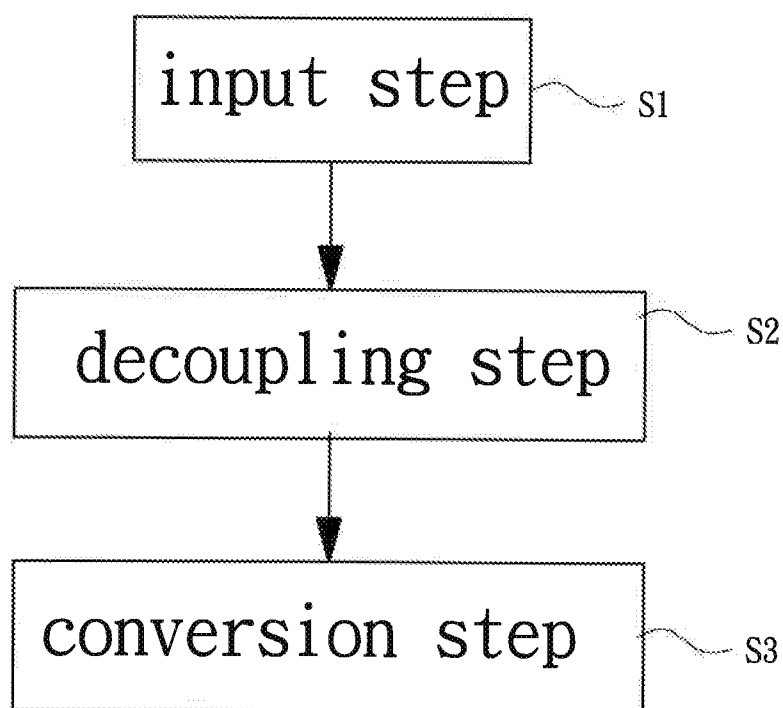 input step
S1
decoupling step
S2
conversion step
S3